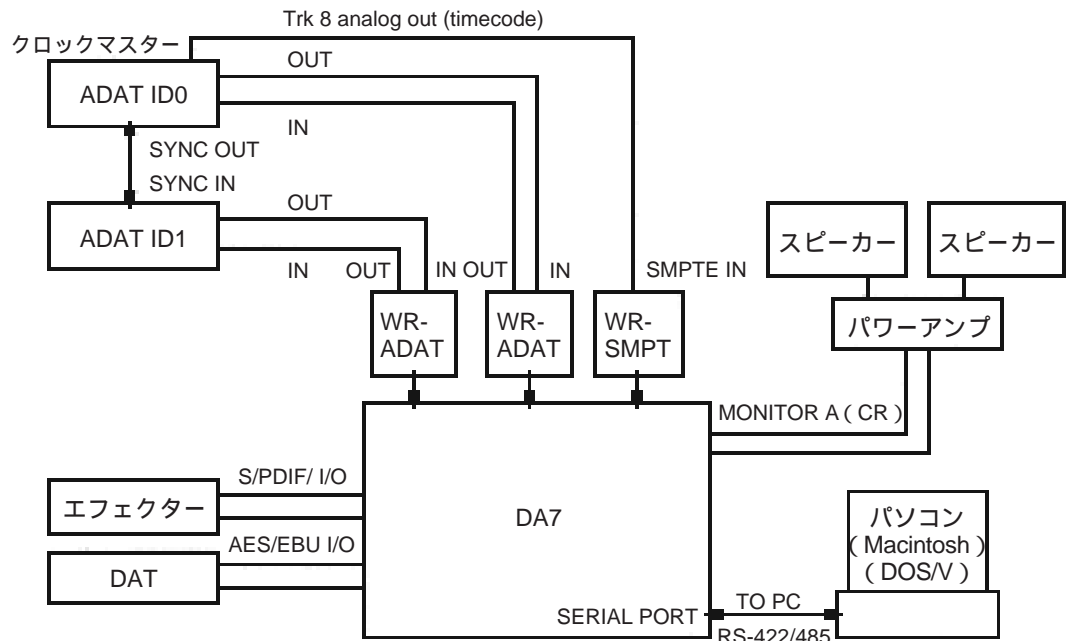 Trk 8 analog out (timecode)
クロックマスター
OUT
ADAT ID0
IN
SYNC OUT
SYNC IN
OUT
ADAT ID1
IN
OUT
IN OUT
IN
SMPTE IN
スピーカー
スピーカー
WR-
ADAT
WR-
ADAT
WR-
SMPT
パワーアンプ
MONITOR A ( CR )
S/PDIF/ I/O
エフェクター
DA7
パソコン
( Macintosh )
( DOS/V )
AES/EBU I/O
DAT
SERIAL PORT
TO PC
RS-422/485